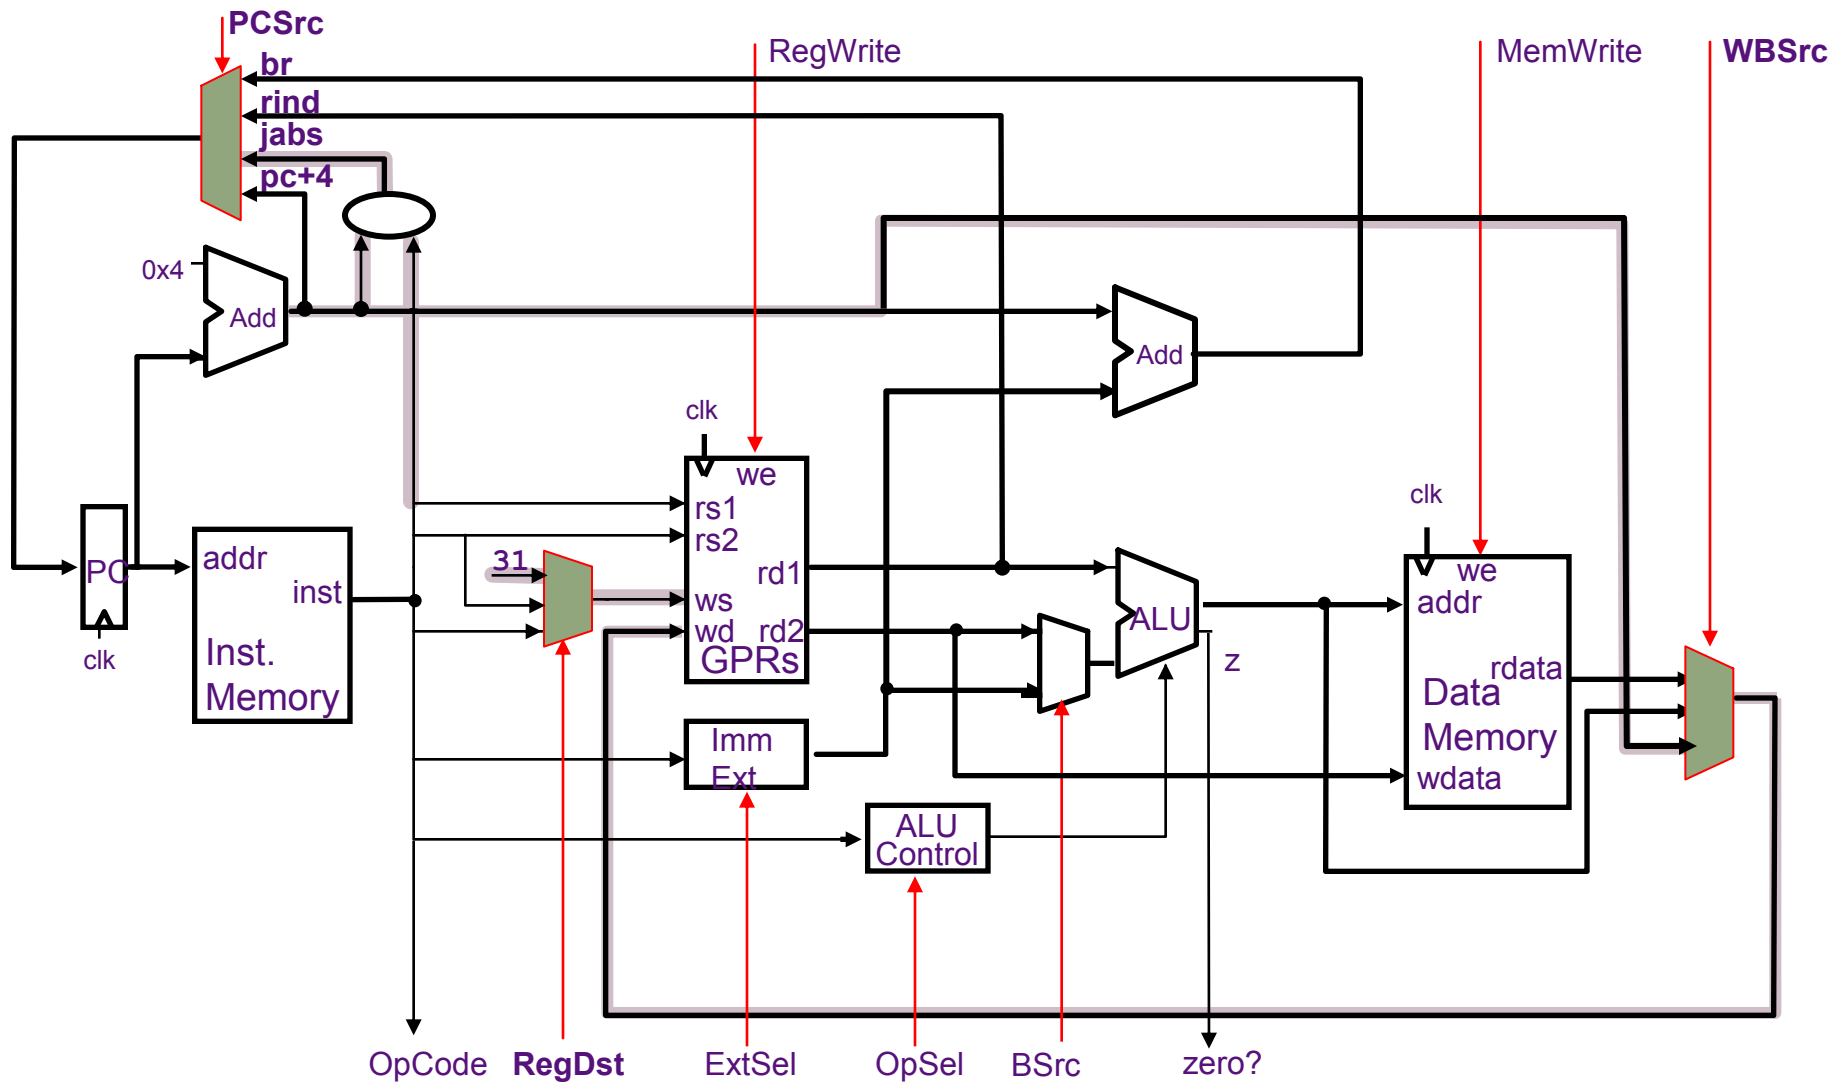 PCSrc
RegWrite
MemWrite
WBSrc
br
rind
jabs
pc+4
0x4
Add
Add
clk
we
rs1
rs2
rd1
ws
wd
rd2
GPRs
31
clk
we
addr
rdata
Data
Memory
wdata
PC
clk
addr
inst
Inst.
Memory
ALU
z
Imm
Ext
ALU
Control
OpCode
RegDst
ExtSel
OpSel
BSrc
zero?